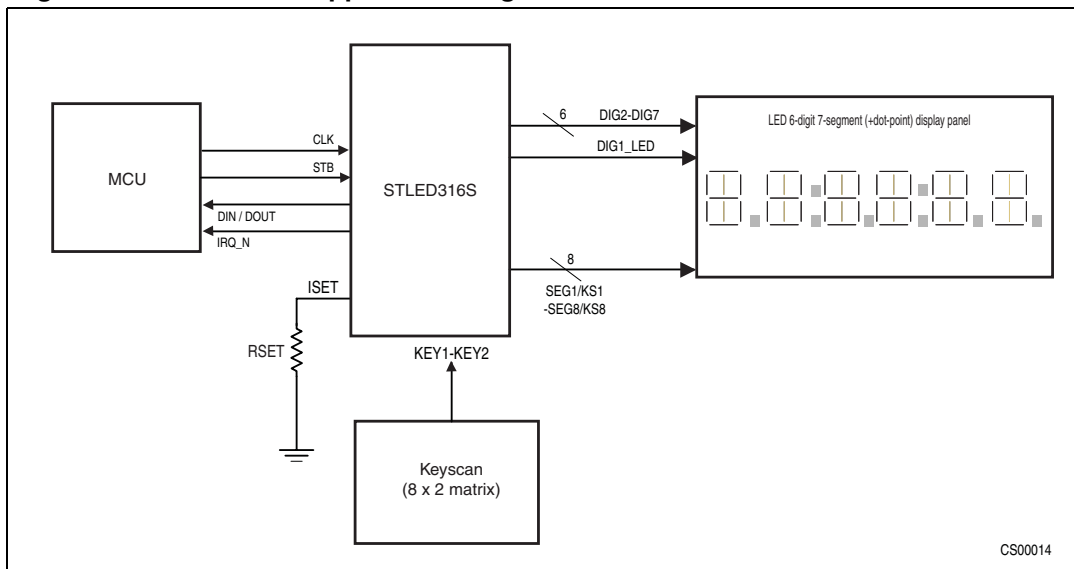 MCU
CLK
STB
DIN / DOUT
IRQ_N
STLED316S
ISET
RSET
KEY1-KEY2
Keyscan
(8 x 2 matrix)
6
DIG2-DIG7
DIG1_LED
8
SEG1/KS1
-SEG8/KS8
LED 6-digit 7-segment (+dot-point) display panel
CS00014